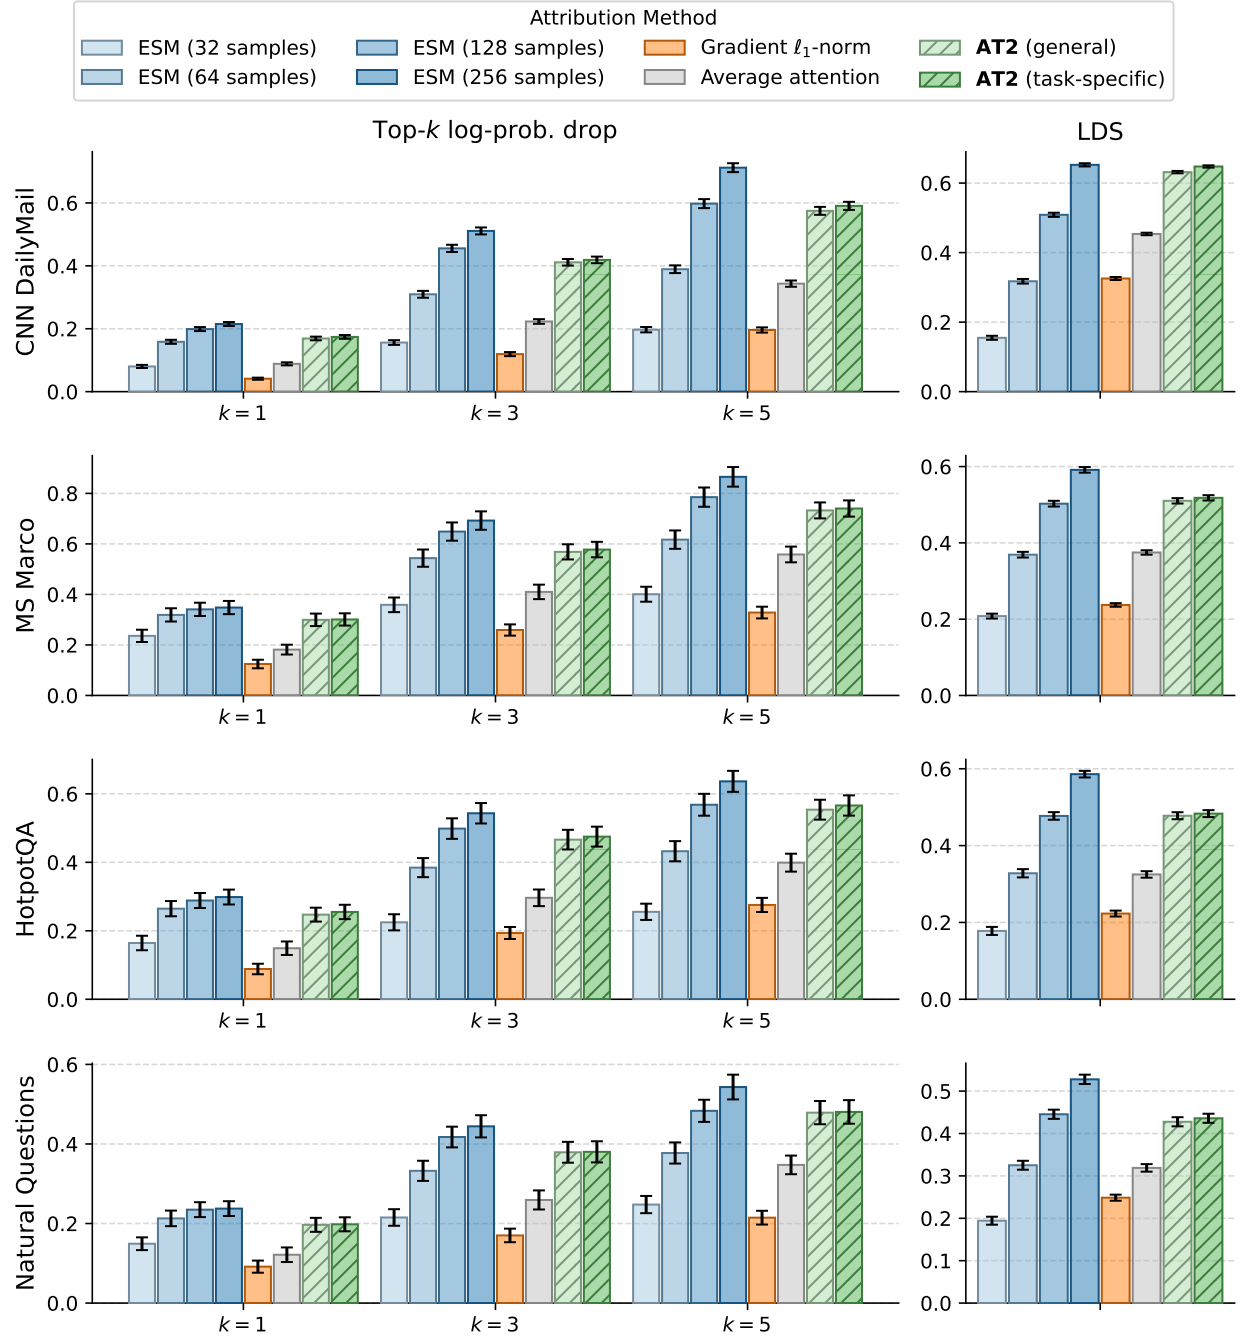 Attribution Method
ESM (32 samples)
ESM (128 samples)
Gradient ℓ₁-norm
AT2 (general)
ESM (64 samples)
ESM (256 samples)
Average attention
AT2 (task-specific)
Top-k log-prob. drop
LDS
CNN DailyMail
0.6
0.4
0.2
0.0
k = 1
k = 3
k = 5
0.6
0.4
0.2
0.0
MS Marco
0.8
0.6
0.4
0.2
0.0
k = 1
k = 3
k = 5
0.6
0.4
0.2
0.0
HotpotQA
0.6
0.4
0.2
0.0
k = 1
k = 3
k = 5
0.6
0.4
0.2
0.0
Natural Questions
0.6
0.4
0.2
0.0
k = 1
k = 3
k = 5
0.5
0.4
0.3
0.2
0.1
0.0